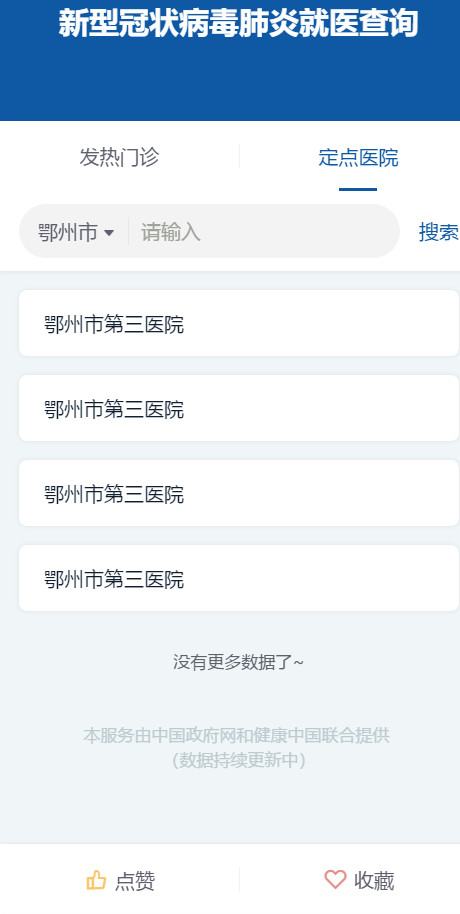 新型冠状病毒肺炎就医查询
发热门诊
定点医院
鄂州市
请输入
搜索
鄂州市第三医院
鄂州市第三医院
鄂州市第三医院
鄂州市第三医院
没有更多数据了~
本服务由中国政府网和健康中国联合提供
(数据持续更新中)
点赞
收藏